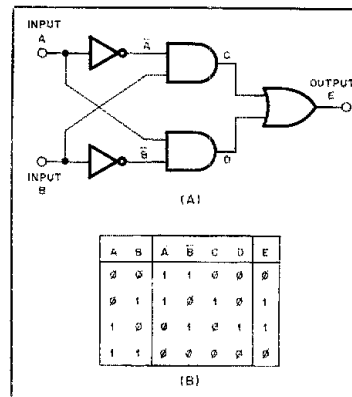 INPUT
A
Ā
C
OUTPUT
E
B̄
D
INPUT
B
(A)
A B Ā B̄ C D E
Ø Ø 1 1 Ø Ø Ø
Ø 1 1 Ø 1 Ø 1
1 Ø Ø 1 Ø 1 1
1 1 Ø Ø Ø Ø Ø
(B)